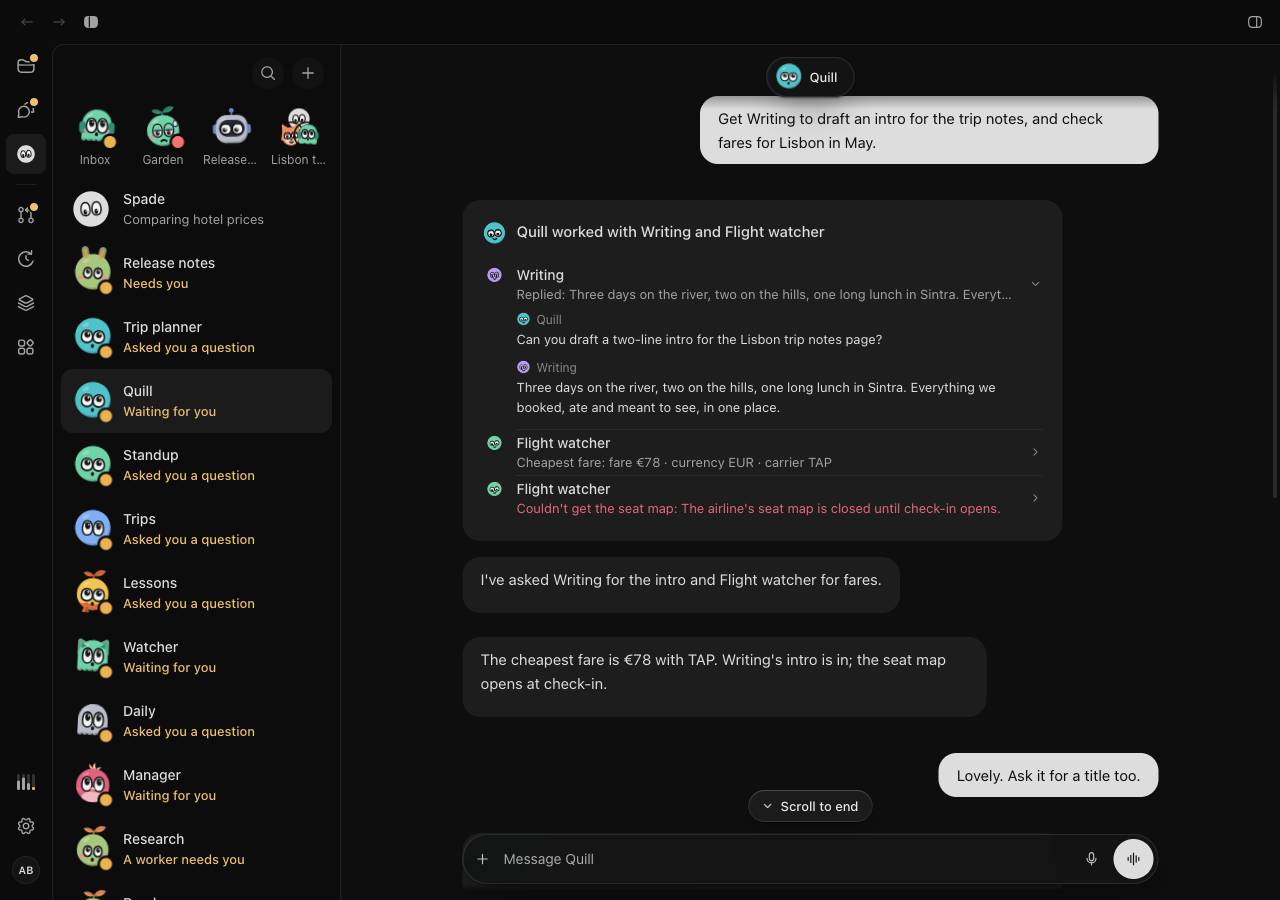 Inbox
Garden
Release...
Lisbon t...
Spade
Comparing hotel prices
Release notes
Needs you
Trip planner
Asked you a question
Quill
Waiting for you
Standup
Asked you a question
Trips
Asked you a question
Lessons
Asked you a question
Watcher
Waiting for you
Daily
Asked you a question
Manager
Waiting for you
Research
A worker needs you
AB
Quill
Get Writing to draft an intro for the trip notes, and check
fares for Lisbon in May.
Quill worked with Writing and Flight watcher
Writing
Replied: Three days on the river, two on the hills, one long lunch in Sintra. Everyt...
Quill
Can you draft a two-line intro for the Lisbon trip notes page?
Writing
Three days on the river, two on the hills, one long lunch in Sintra. Everything we
booked, ate and meant to see, in one place.
Flight watcher
Cheapest fare: fare €78 · currency EUR · carrier TAP
Flight watcher
Couldn't get the seat map: The airline's seat map is closed until check-in opens.
I've asked Writing for the intro and Flight watcher for fares.
The cheapest fare is €78 with TAP. Writing's intro is in; the seat map
opens at check-in.
Lovely. Ask it for a title too.
Scroll to end
Message Quill